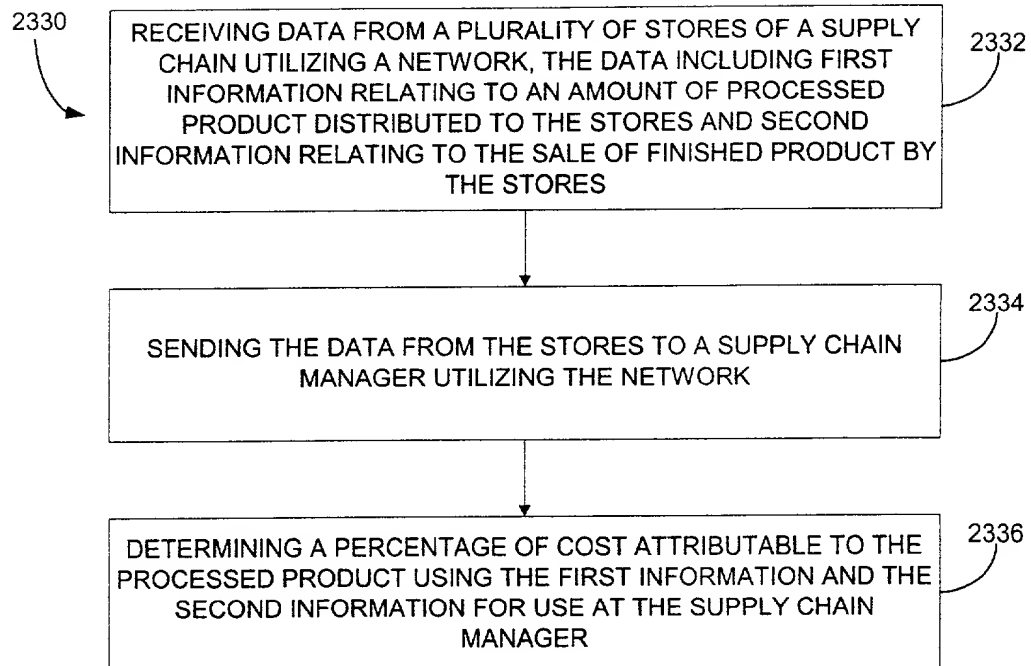 2330
RECEIVING DATA FROM A PLURALITY OF STORES OF A SUPPLY
CHAIN UTILIZING A NETWORK, THE DATA INCLUDING FIRST
INFORMATION RELATING TO AN AMOUNT OF PROCESSED
PRODUCT DISTRIBUTED TO THE STORES AND SECOND
INFORMATION RELATING TO THE SALE OF FINISHED PRODUCT BY
THE STORES
2332
SENDING THE DATA FROM THE STORES TO A SUPPLY CHAIN
MANAGER UTILIZING THE NETWORK
2334
DETERMINING A PERCENTAGE OF COST ATTRIBUTABLE TO THE
PROCESSED PRODUCT USING THE FIRST INFORMATION AND THE
SECOND INFORMATION FOR USE AT THE SUPPLY CHAIN
MANAGER
2336